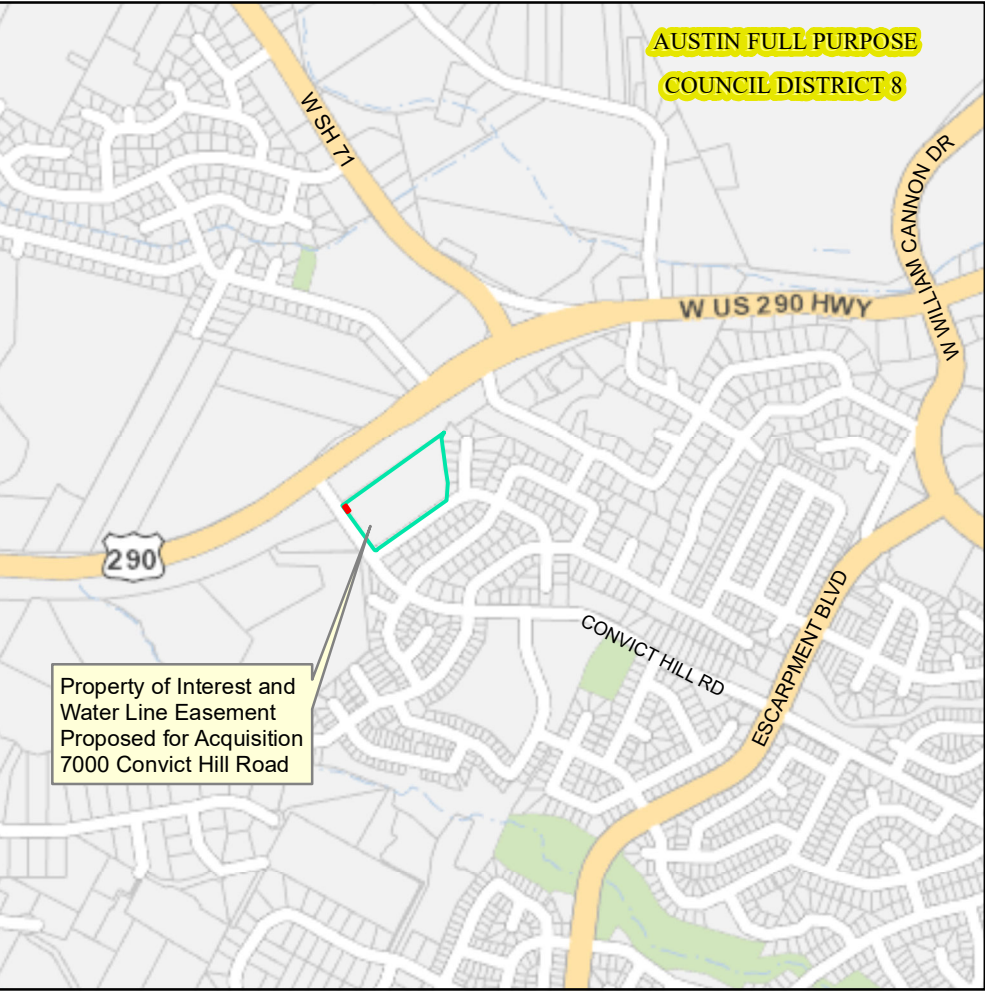 AUSTIN FULL PURPOSE
COUNCIL DISTRICT 8
W SH 71
W WILLIAM CANNON DR
W US 290 HWY
290
CONVICT HILL RD
ESCARPMENT BLVD
Property of Interest and
Water Line Easement
Proposed for Acquisition
7000 Convict Hill Road